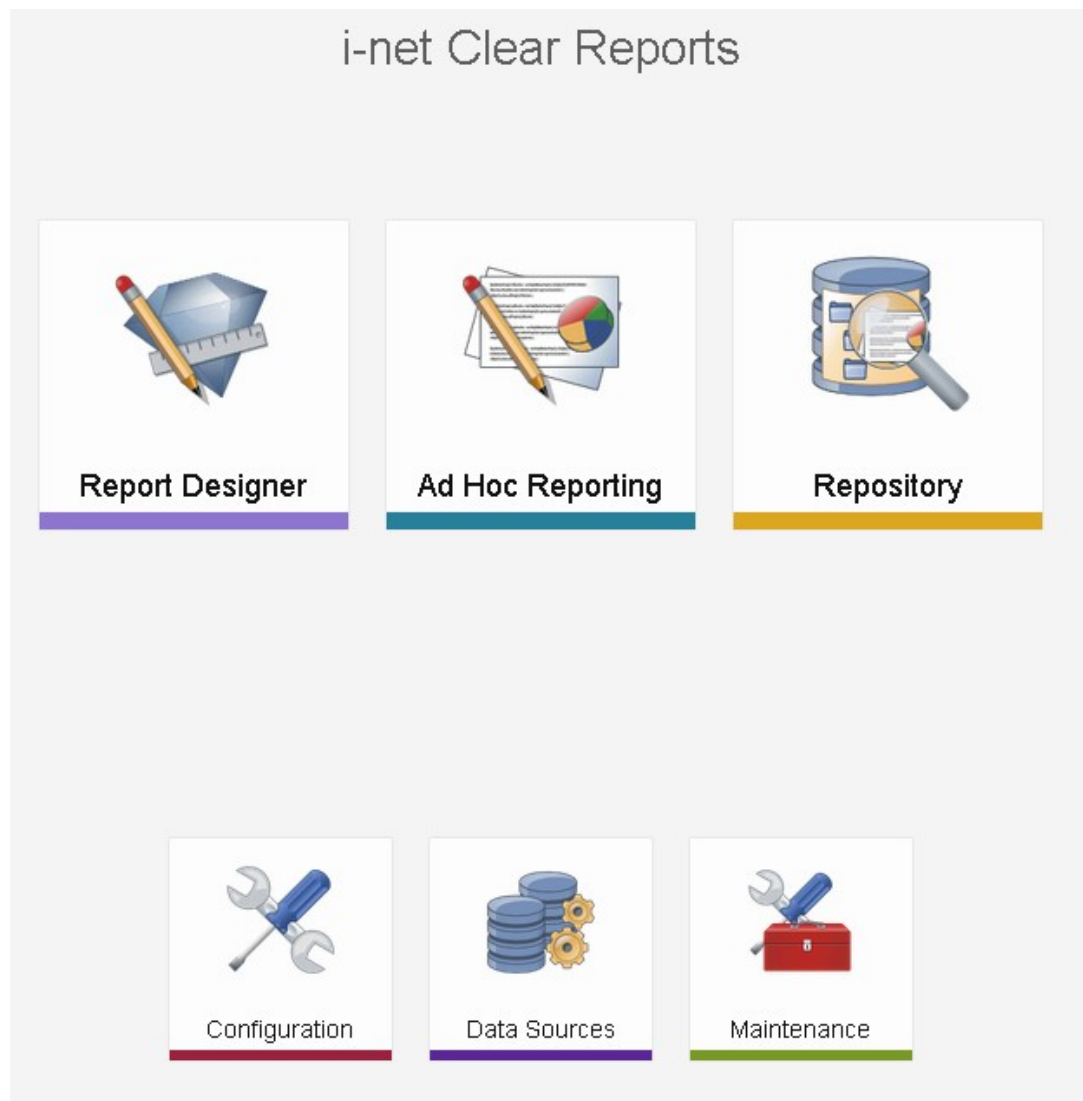 i-net Clear Reports
Report Designer
Ad Hoc Reporting
Repository
Configuration
Data Sources
Maintenance